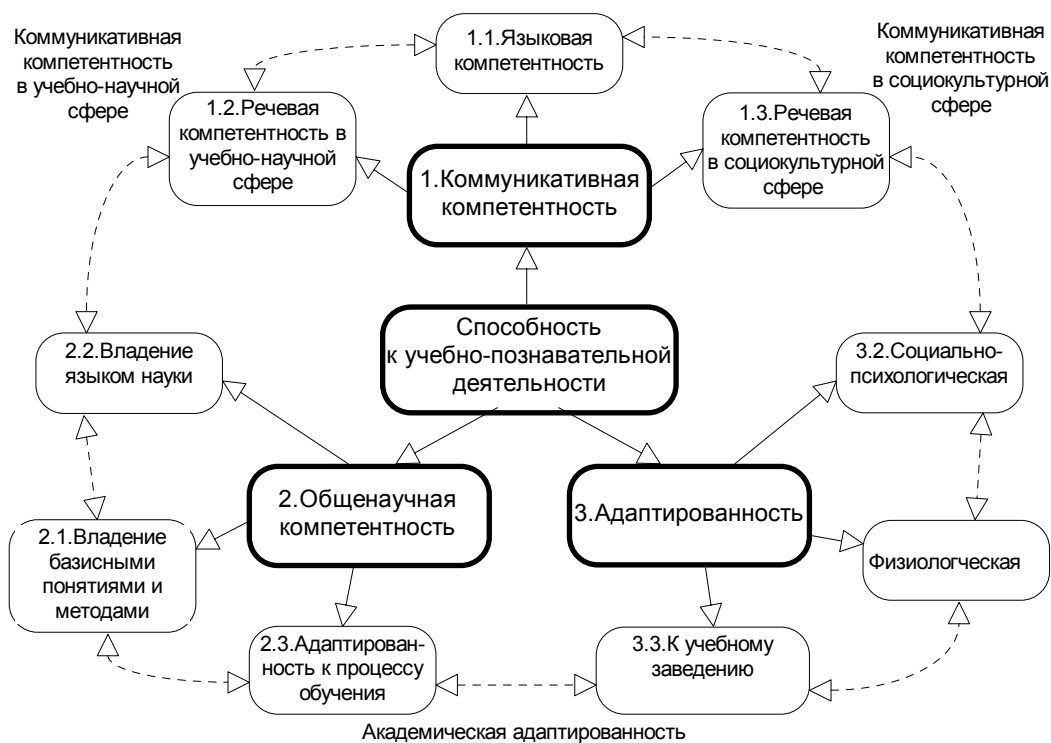 Коммуникативная
компетентность
в учебно-научной
сфере
1.1.Языковая
компетентность
Коммуникативная
компетентность
в социокультурной
сфере
1.2.Речевая
компетентность в
учебно-научной
сфере
1.3.Речевая
компетентность
в социокультурной
сфере
1.Коммуникативная
компетентность
Способность
к учебно-познавательной
деятельности
2.2.Владение
языком науки
3.2.Социально-
психологическая
2.Общенаучная
компетентность
3.Адаптированность
2.1.Владение
базисными
понятиями и
методами
Физиологческая
2.3.Адаптирован-
ность к процессу
обучения
3.3.К учебному
заведению
Академическая адаптированность